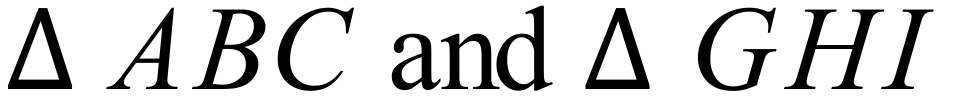 Δ ABC and Δ GHI